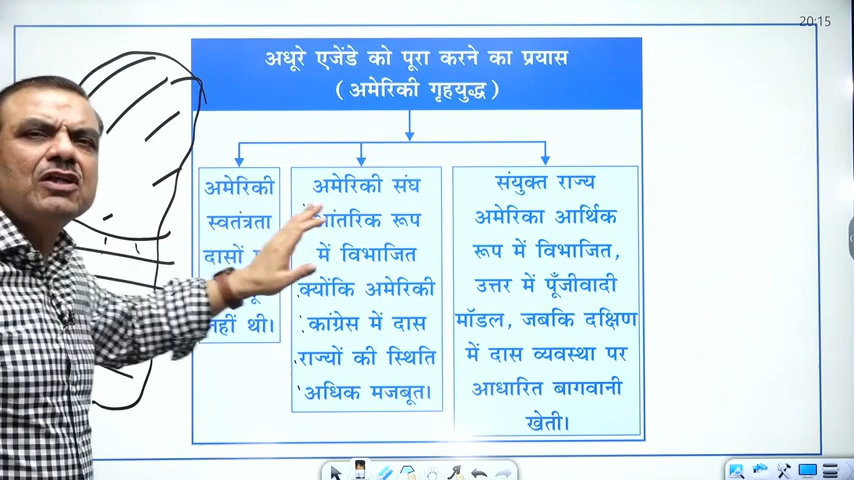 20:15
अधूरे एजेंडे को पूरा करने का प्रयास
( अमेरिकी गृहयुद्ध )
अमेरिकी
स्वतंत्रता
दासों
नहीं थी।
अमेरिकी संघ
आंतरिक रूप
में विभाजित
क्योंकि अमेरिकी
कांग्रेस में दास
राज्यों की स्थिति
अधिक मजबूत।
संयुक्त राज्य
अमेरिका आर्थिक
रूप में विभाजित,
उत्तर में पूँजीवादी
मॉडल, जबकि दक्षिण
में दास व्यवस्था पर
आधारित बागवानी
खेती।